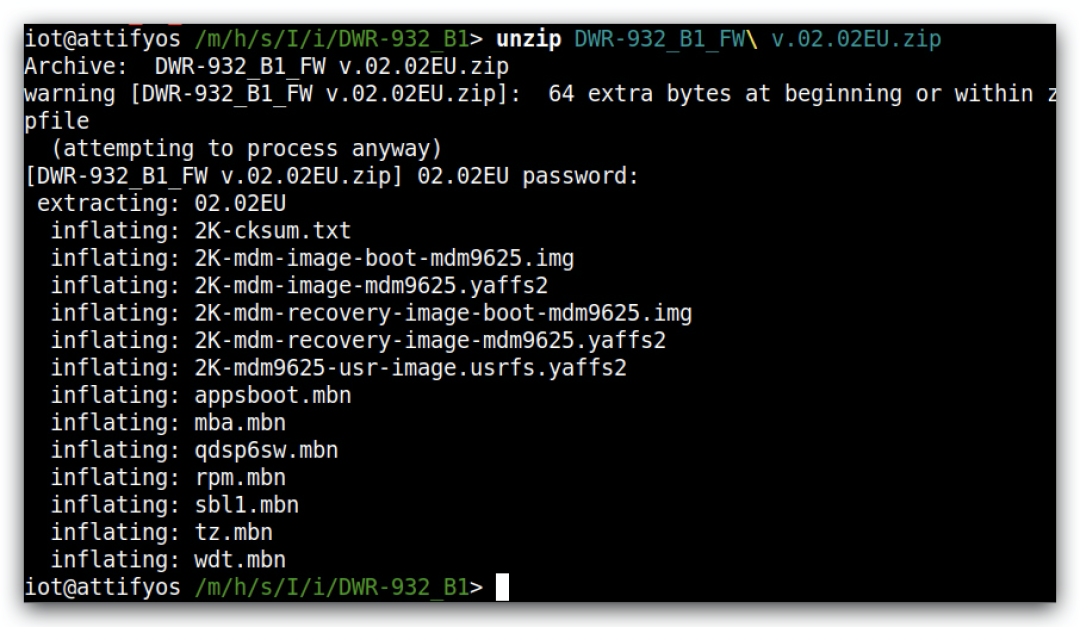 iot@attifyos /m/h/s/I/i/DWR-932_B1> unzip DWR-932_B1_FW\ v.02.02EU.zip
Archive:  DWR-932_B1_FW v.02.02EU.zip
warning [DWR-932_B1_FW v.02.02EU.zip]:  64 extra bytes at beginning or within z
pfile
  (attempting to process anyway)
[DWR-932_B1_FW v.02.02EU.zip] 02.02EU password:
 extracting: 02.02EU
  inflating: 2K-cksum.txt
  inflating: 2K-mdm-image-boot-mdm9625.img
  inflating: 2K-mdm-image-mdm9625.yaffs2
  inflating: 2K-mdm-recovery-image-boot-mdm9625.img
  inflating: 2K-mdm-recovery-image-mdm9625.yaffs2
  inflating: 2K-mdm9625-usr-image.usrfs.yaffs2
  inflating: appsboot.mbn
  inflating: mba.mbn
  inflating: qdsp6sw.mbn
  inflating: rpm.mbn
  inflating: sbl1.mbn
  inflating: tz.mbn
  inflating: wdt.mbn
iot@attifyos /m/h/s/I/i/DWR-932_B1>